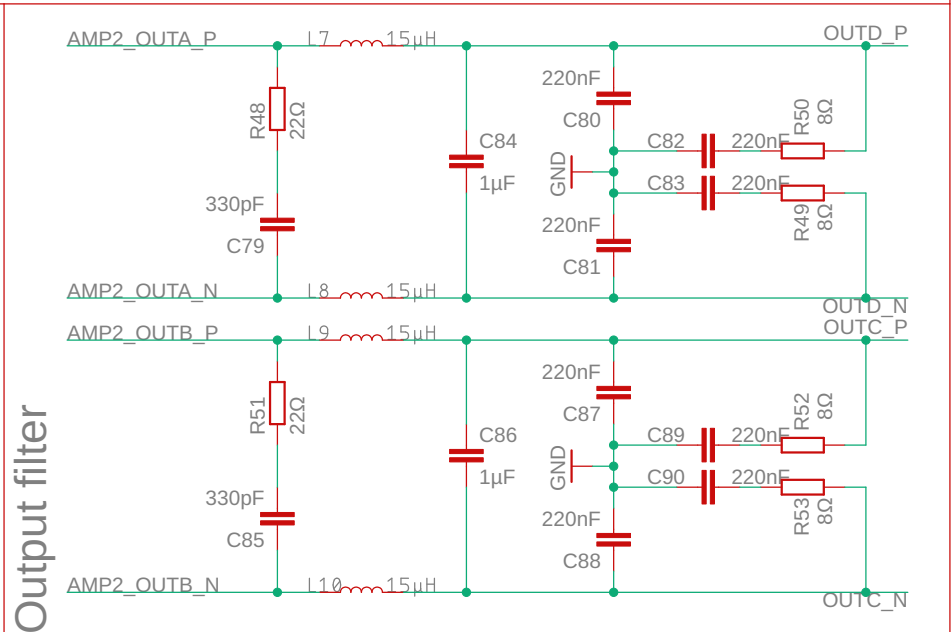 AMP2_OUTA_P
L7
15µH
OUTD_P
R48
22Ω
330pF
C79
C84
1µF
220nF
C80
GND
220nF
C81
C82
220nF
R50
8Ω
C83
220nF
R49
8Ω
AMP2_OUTA_N
L8
15µH
OUTD_N
AMP2_OUTB_P
L9
15µH
OUTC_P
R51
22Ω
330pF
C85
C86
1µF
220nF
C87
GND
220nF
C88
C89
220nF
R52
8Ω
C90
220nF
R53
8Ω
AMP2_OUTB_N
L10
15µH
OUTC_N
Output filter